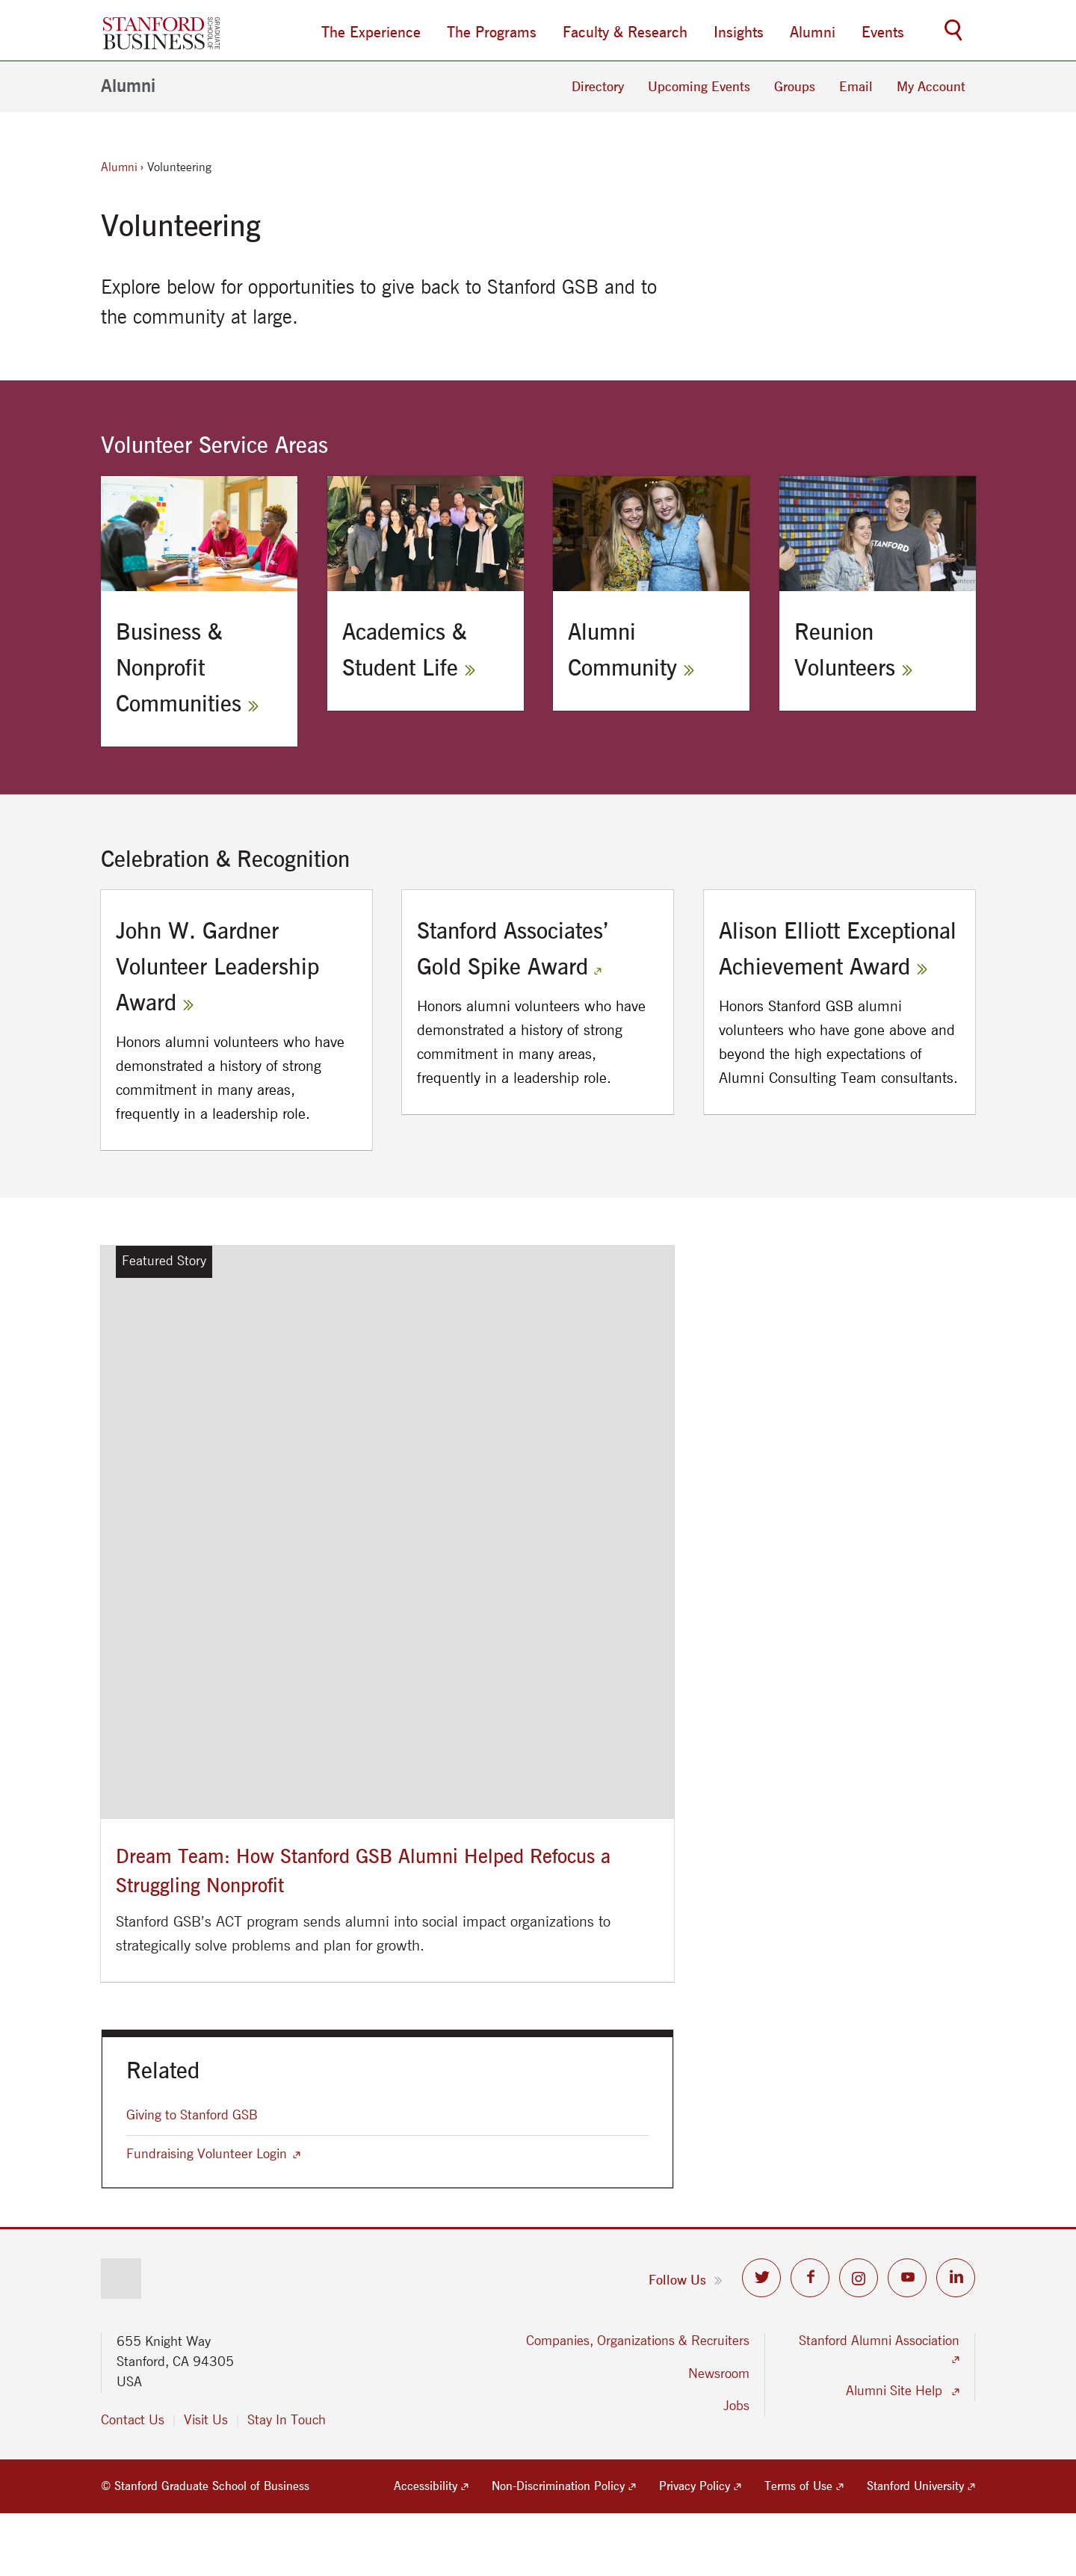 STANFORD
BUSINESS
GRADUATE
SCHOOL OF
The Experience
The Programs
Faculty & Research
Insights
Alumni
Events
Alumni
Directory
Upcoming Events
Groups
Email
My Account
Alumni › Volunteering
Volunteering
Explore below for opportunities to give back to Stanford GSB and to
the community at large.
Volunteer Service Areas
STANFORD
Business &
Nonprofit
Communities »
Academics &
Student Life »
Alumni
Community »
Reunion
Volunteers »
Celebration & Recognition
John W. Gardner
Volunteer Leadership
Award »
Honors alumni volunteers who have
demonstrated a history of strong
commitment in many areas,
frequently in a leadership role.
Stanford Associates’
Gold Spike Award
Honors alumni volunteers who have
demonstrated a history of strong
commitment in many areas,
frequently in a leadership role.
Alison Elliott Exceptional
Achievement Award »
Honors Stanford GSB alumni
volunteers who have gone above and
beyond the high expectations of
Alumni Consulting Team consultants.
Featured Story
Dream Team: How Stanford GSB Alumni Helped Refocus a
Struggling Nonprofit
Stanford GSB’s ACT program sends alumni into social impact organizations to
strategically solve problems and plan for growth.
Related
Giving to Stanford GSB
Fundraising Volunteer Login
Follow Us »
655 Knight Way
Stanford, CA 94305
USA
Contact Us | Visit Us | Stay In Touch
Companies, Organizations & Recruiters
Newsroom
Jobs
Stanford Alumni Association
Alumni Site Help
© Stanford Graduate School of Business
Accessibility
Non-Discrimination Policy
Privacy Policy
Terms of Use
Stanford University